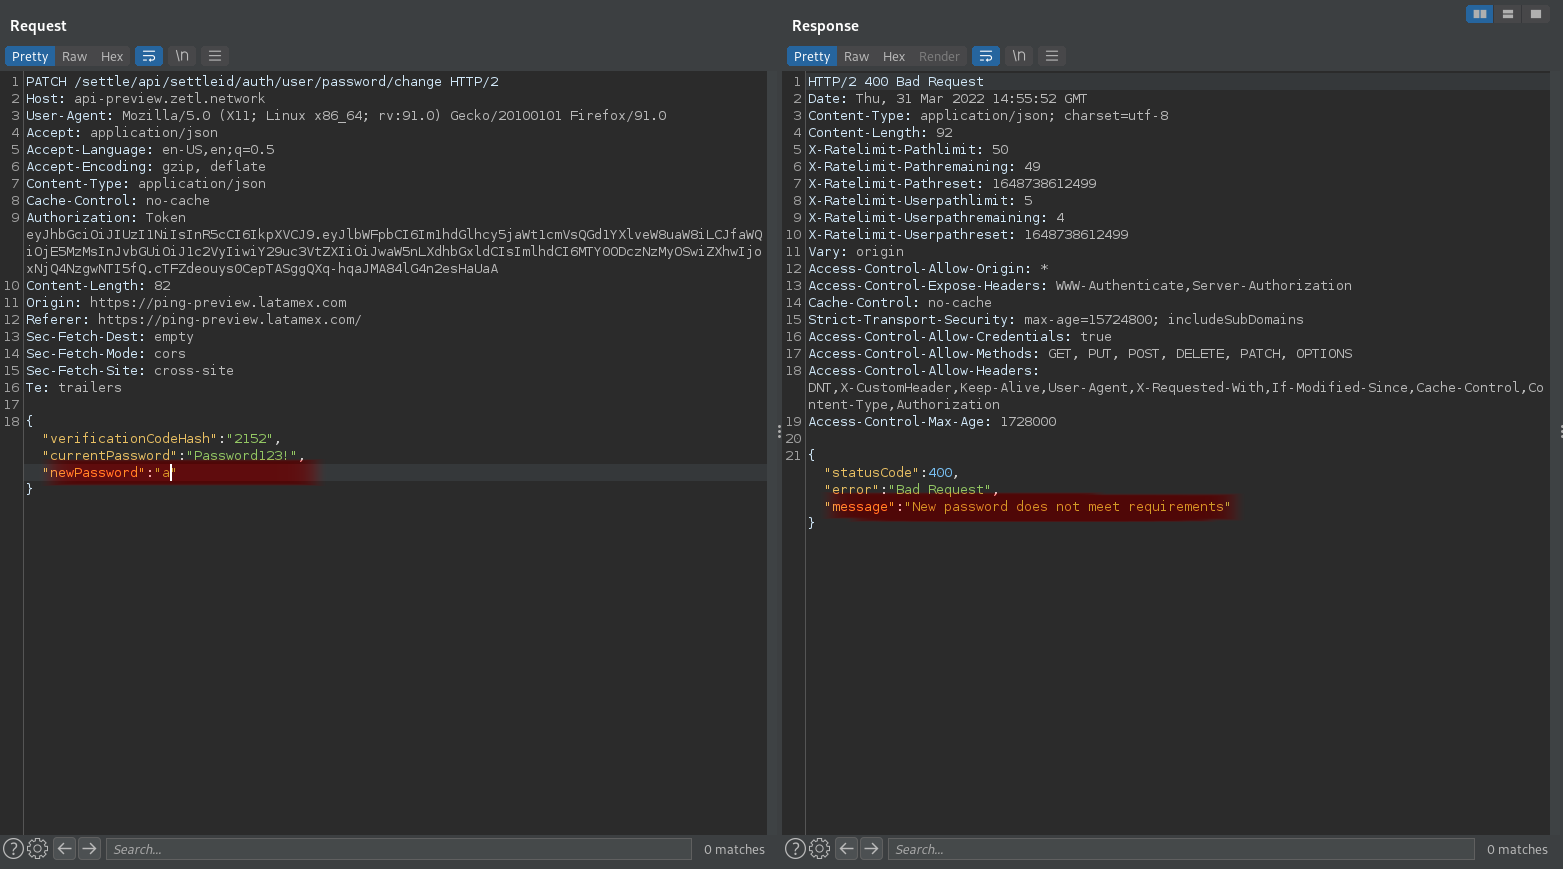 Request
Pretty Raw Hex \n
1 PATCH /settle/api/settleid/auth/user/password/change HTTP/2
2 Host: api-preview.zetl.network
3 User-Agent: Mozilla/5.0 (X11; Linux x86_64; rv:91.0) Gecko/20100101 Firefox/91.0
4 Accept: application/json
5 Accept-Language: en-US,en;q=0.5
6 Accept-Encoding: gzip, deflate
7 Content-Type: application/json
8 Cache-Control: no-cache
9 Authorization: Token
eyJhbGciOiJIUzI1NiIsInR5cCI6IkpXVCJ9.eyJlbWFpbCI6Im1hdGlhcy5jaWt1cmVsQGd1YXlveW8uaW8iLCJfaWQ
iOjE5MzMsInJvbGUiOiJ1c2VyIiwiY29uc3VtZXIiOiJwaW5nLXdhbGxldCIsImlhdCI6MTY0ODczNzMyOSwiZXhwIjo
xNjQ4NzgwNTI5fQ.cTFZdeouys0CepTASggQXq-hqaJMA84lG4n2esHaUaA
10 Content-Length: 82
11 Origin: https://ping-preview.latamex.com
12 Referer: https://ping-preview.latamex.com/
13 Sec-Fetch-Dest: empty
14 Sec-Fetch-Mode: cors
15 Sec-Fetch-Site: cross-site
16 Te: trailers
17
18 {
"verificationCodeHash":"2152",
"currentPassword":"Password123!",
"newPassword":"a"
}
Search... 0 matches
Response
Pretty Raw Hex Render \n
1 HTTP/2 400 Bad Request
2 Date: Thu, 31 Mar 2022 14:55:52 GMT
3 Content-Type: application/json; charset=utf-8
4 Content-Length: 92
5 X-Ratelimit-Pathlimit: 50
6 X-Ratelimit-Pathremaining: 49
7 X-Ratelimit-Pathreset: 1648738612499
8 X-Ratelimit-Userpathlimit: 5
9 X-Ratelimit-Userpathremaining: 4
10 X-Ratelimit-Userpathreset: 1648738612499
11 Vary: origin
12 Access-Control-Allow-Origin: *
13 Access-Control-Expose-Headers: WWW-Authenticate,Server-Authorization
14 Cache-Control: no-cache
15 Strict-Transport-Security: max-age=15724800; includeSubDomains
16 Access-Control-Allow-Credentials: true
17 Access-Control-Allow-Methods: GET, PUT, POST, DELETE, PATCH, OPTIONS
18 Access-Control-Allow-Headers:
DNT,X-CustomHeader,Keep-Alive,User-Agent,X-Requested-With,If-Modified-Since,Cache-Control,Co
ntent-Type,Authorization
19 Access-Control-Max-Age: 1728000
20
21 {
"statusCode":400,
"error":"Bad Request",
"message":"New password does not meet requirements"
}
Search... 0 matches